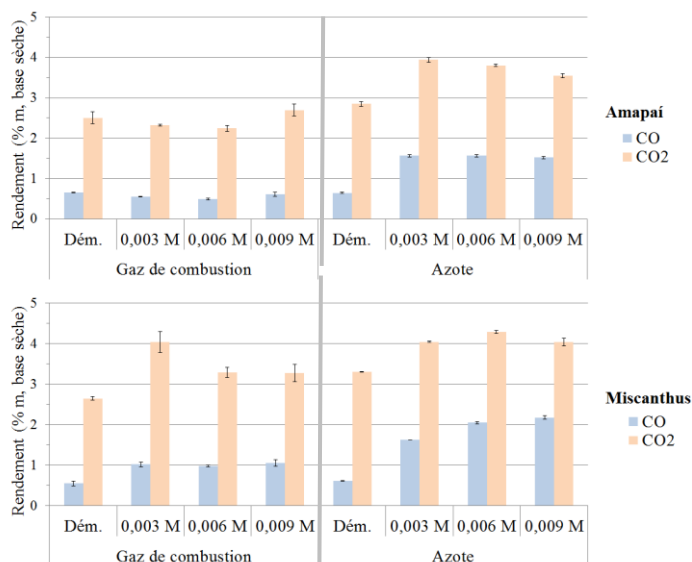 Rendement (% m, base sèche)
5
4
3
2
1
0
Dém. 0,003 M 0,006 M 0,009 M Dém. 0,003 M 0,006 M 0,009 M
Gaz de combustion Azote
Amapaí
CO
CO2
Rendement (% m, base sèche)
5
4
3
2
1
0
Dém. 0,003 M 0,006 M 0,009 M Dém. 0,003 M 0,006 M 0,009 M
Gaz de combustion Azote
Miscanthus
CO
CO2